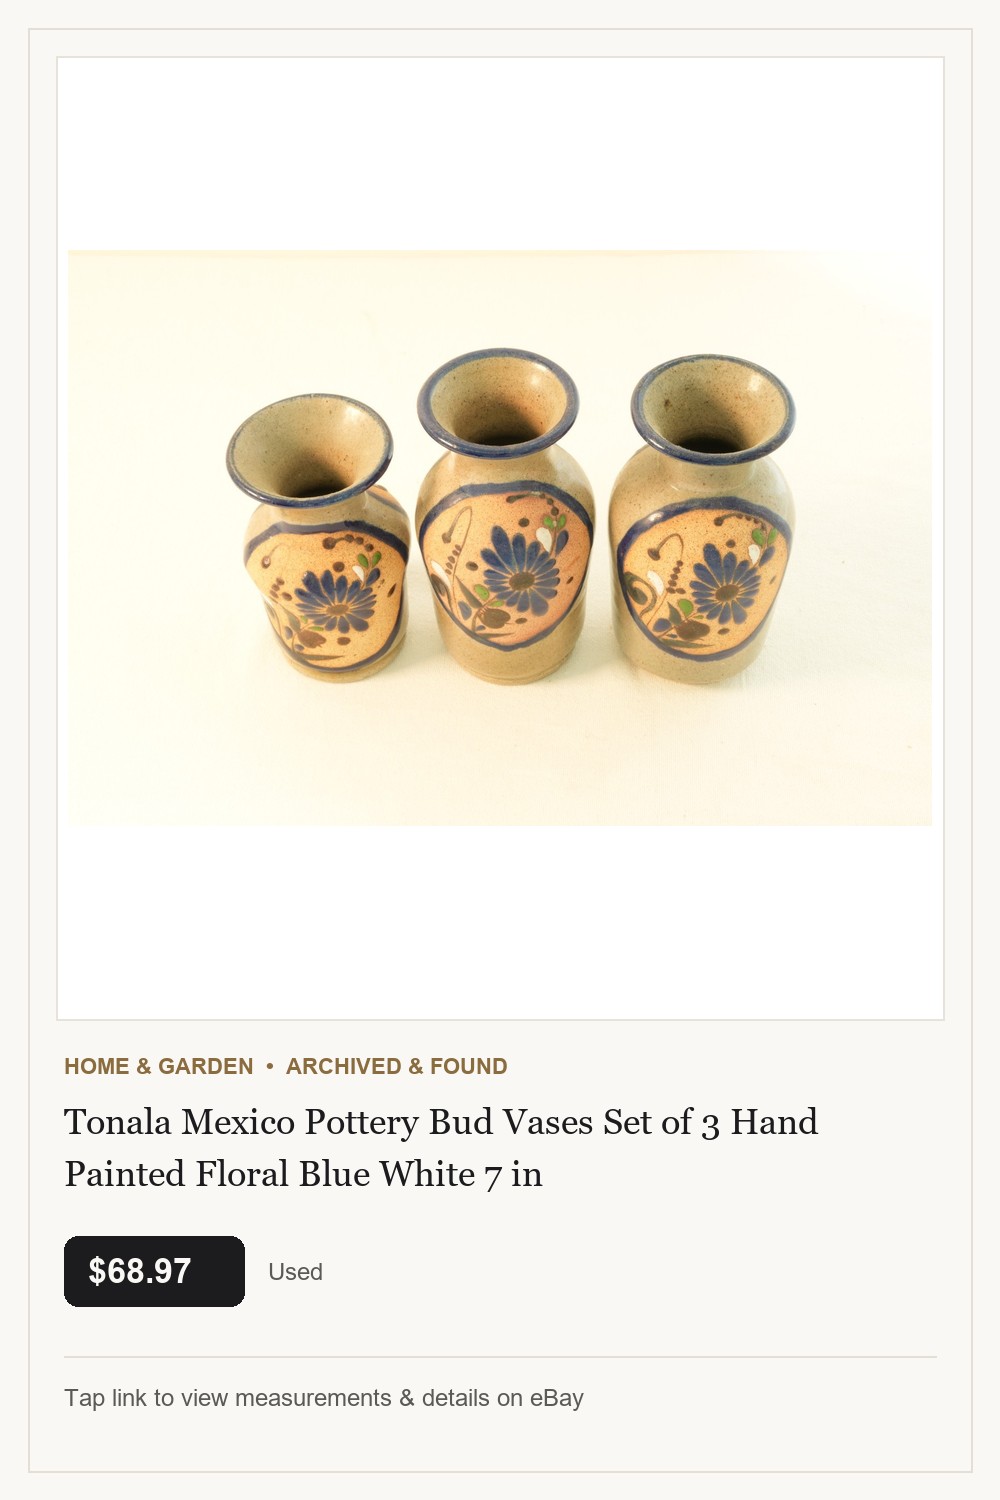 HOME & GARDEN • ARCHIVED & FOUND
Tonala Mexico Pottery Bud Vases Set of 3 Hand
Painted Floral Blue White 7 in
$68.97 Used
Tap link to view measurements & details on eBay